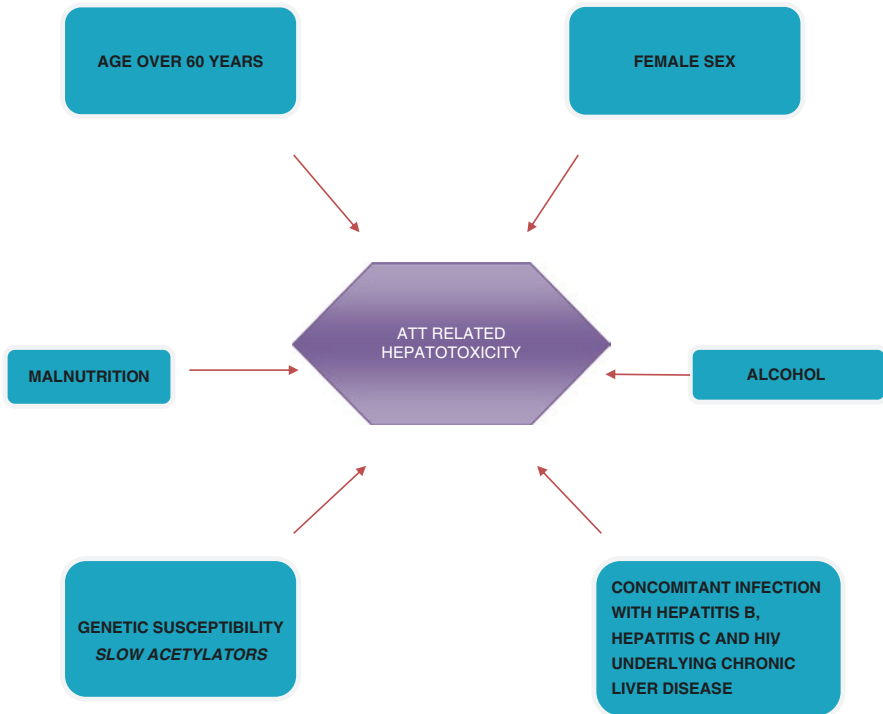 AGE OVER 60 YEARS
FEMALE SEX
ATT RELATED
HEPATOTOXICITY
MALNUTRITION
ALCOHOL
GENETIC SUSCEPTIBILITY
SLOW ACETYLATORS
CONCOMITANT INFECTION
WITH HEPATITIS B,
HEPATITIS C AND HIV,
UNDERLYING CHRONIC
LIVER DISEASE